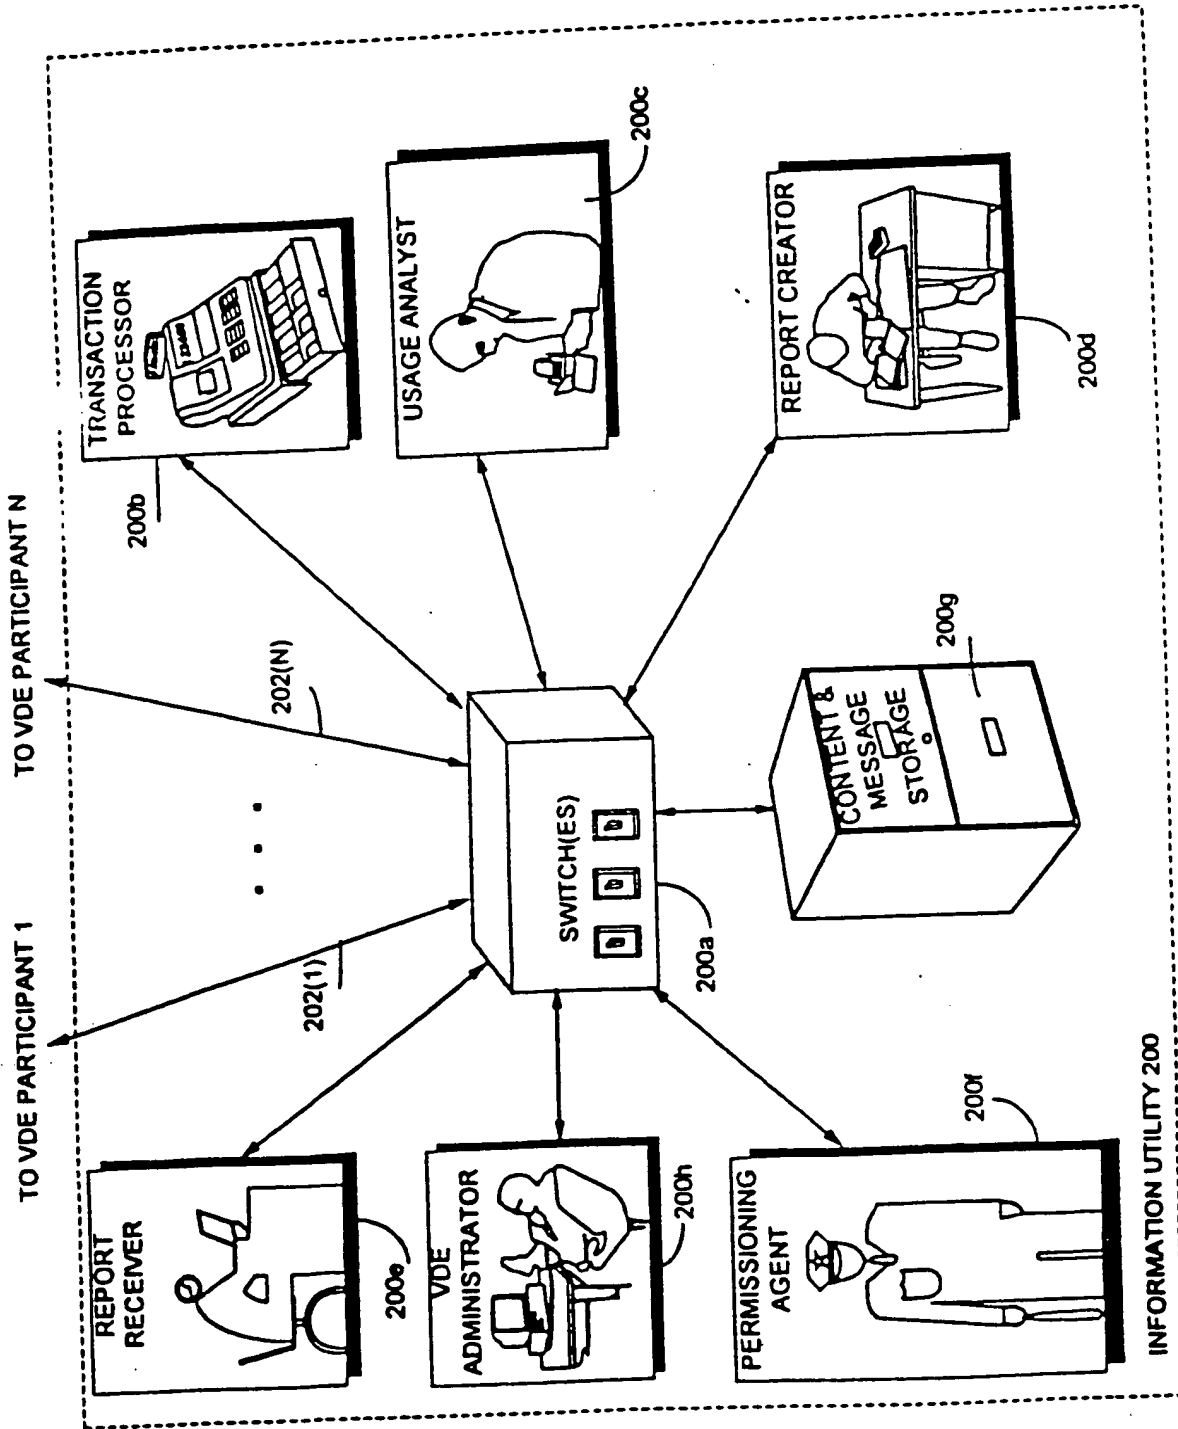 TO VDE PARTICIPANT 1
TO VDE PARTICIPANT N
REPORT
RECEIVER
200e
202(1)
202(N)
TRANSACTION
PROCESSOR
200b
VDE
ADMINISTRATOR
200h
SWITCH(ES)
200a
USAGE ANALYST
200c
PERMISSIONING
AGENT
200f
CONTENT &
MESSAGE
STORAGE
200g
REPORT CREATOR
200d
INFORMATION UTILITY 200